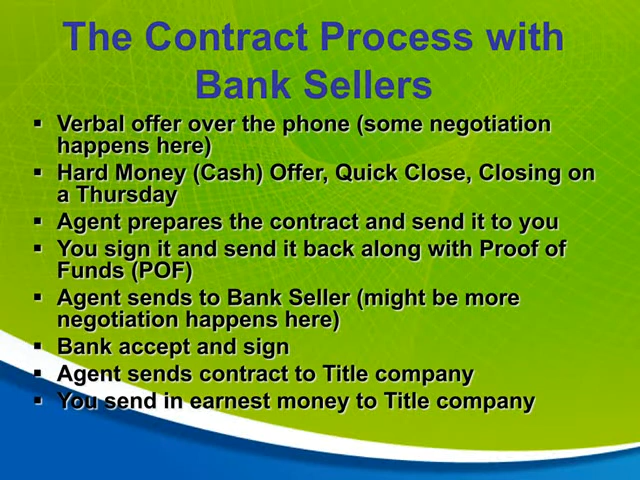 The Contract Process with
Bank Sellers
▪ Verbal offer over the phone (some negotiation
happens here)
▪ Hard Money (Cash) Offer, Quick Close, Closing on
a Thursday
▪ Agent prepares the contract and send it to you
▪ You sign it and send it back along with Proof of
Funds (POF)
▪ Agent sends to Bank Seller (might be more
negotiation happens here)
▪ Bank accept and sign
▪ Agent sends contract to Title company
▪ You send in earnest money to Title company